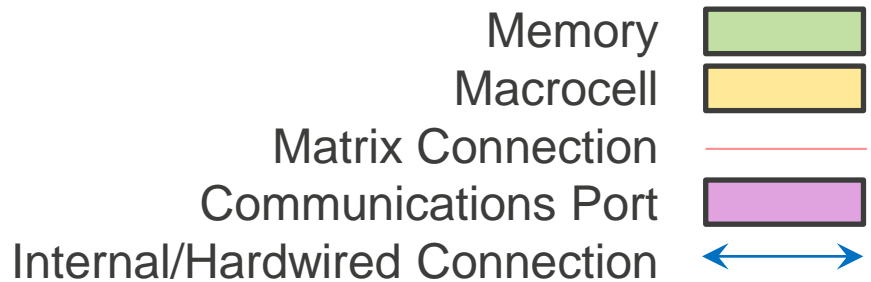 Memory
Macrocell
Matrix Connection
Communications Port
Internal/Hardwired Connection